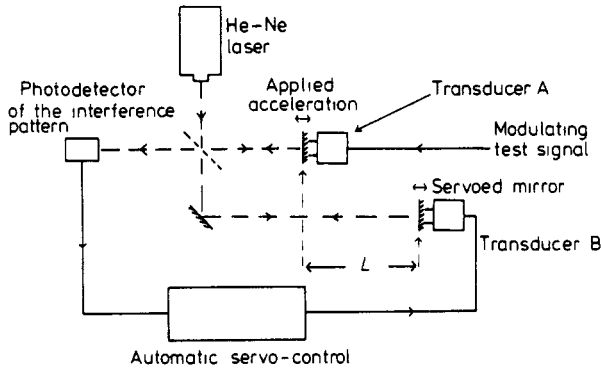 He-Ne
laser
Photodetector
of the interference
pattern
Applied
acceleration
Transducer A
Modulating
test signal
Servoed mirror
Transducer B
L
Automatic servo-control